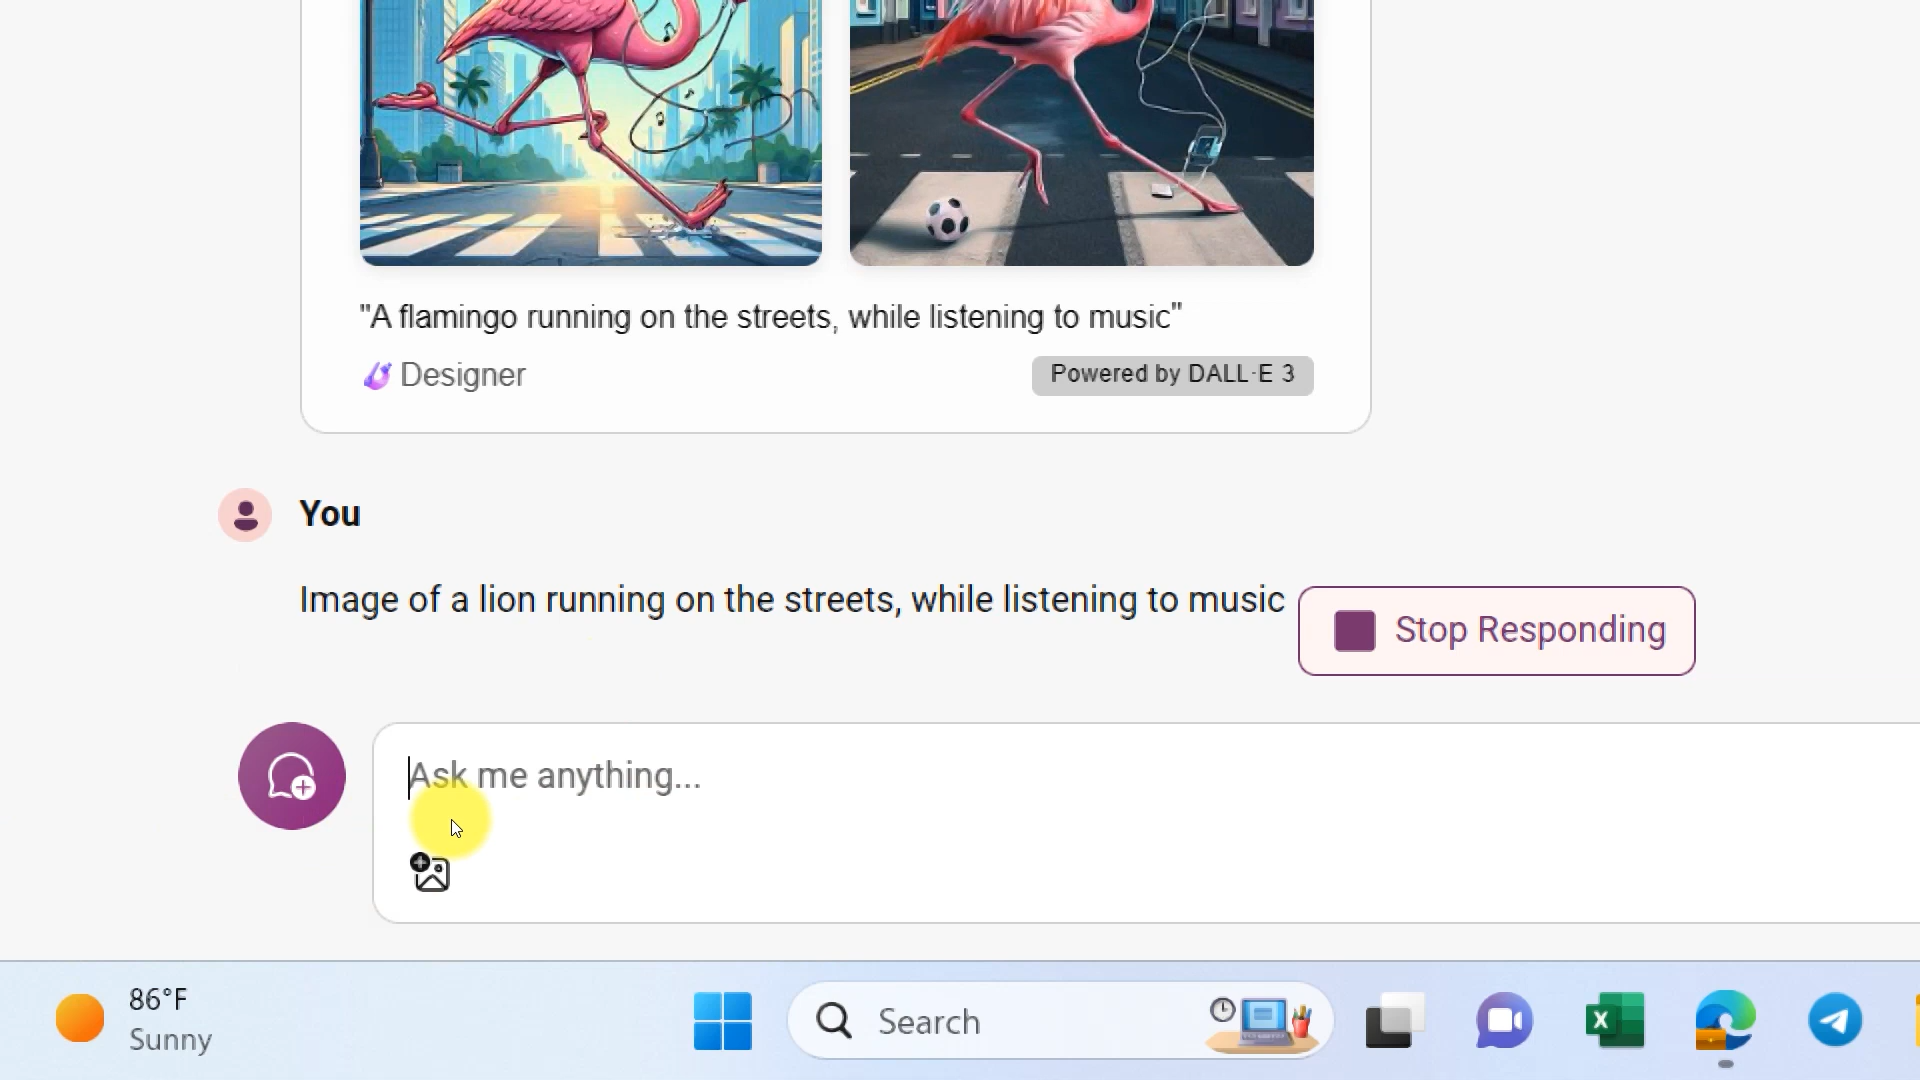 "A flamingo running on the streets, while listening to music"
Designer
Powered by DALL·E 3
You
Image of a lion running on the streets, while listening to music
Stop Responding
Ask me anything...
86°F
Sunny
Search